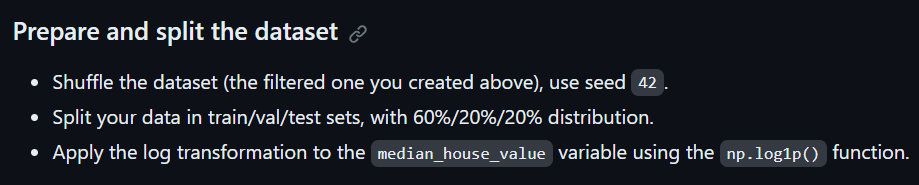 Prepare and split the dataset
• Shuffle the dataset (the filtered one you created above), use seed 42.
• Split your data in train/val/test sets, with 60%/20%/20% distribution.
• Apply the log transformation to the median_house_value variable using the np.log1p() function.